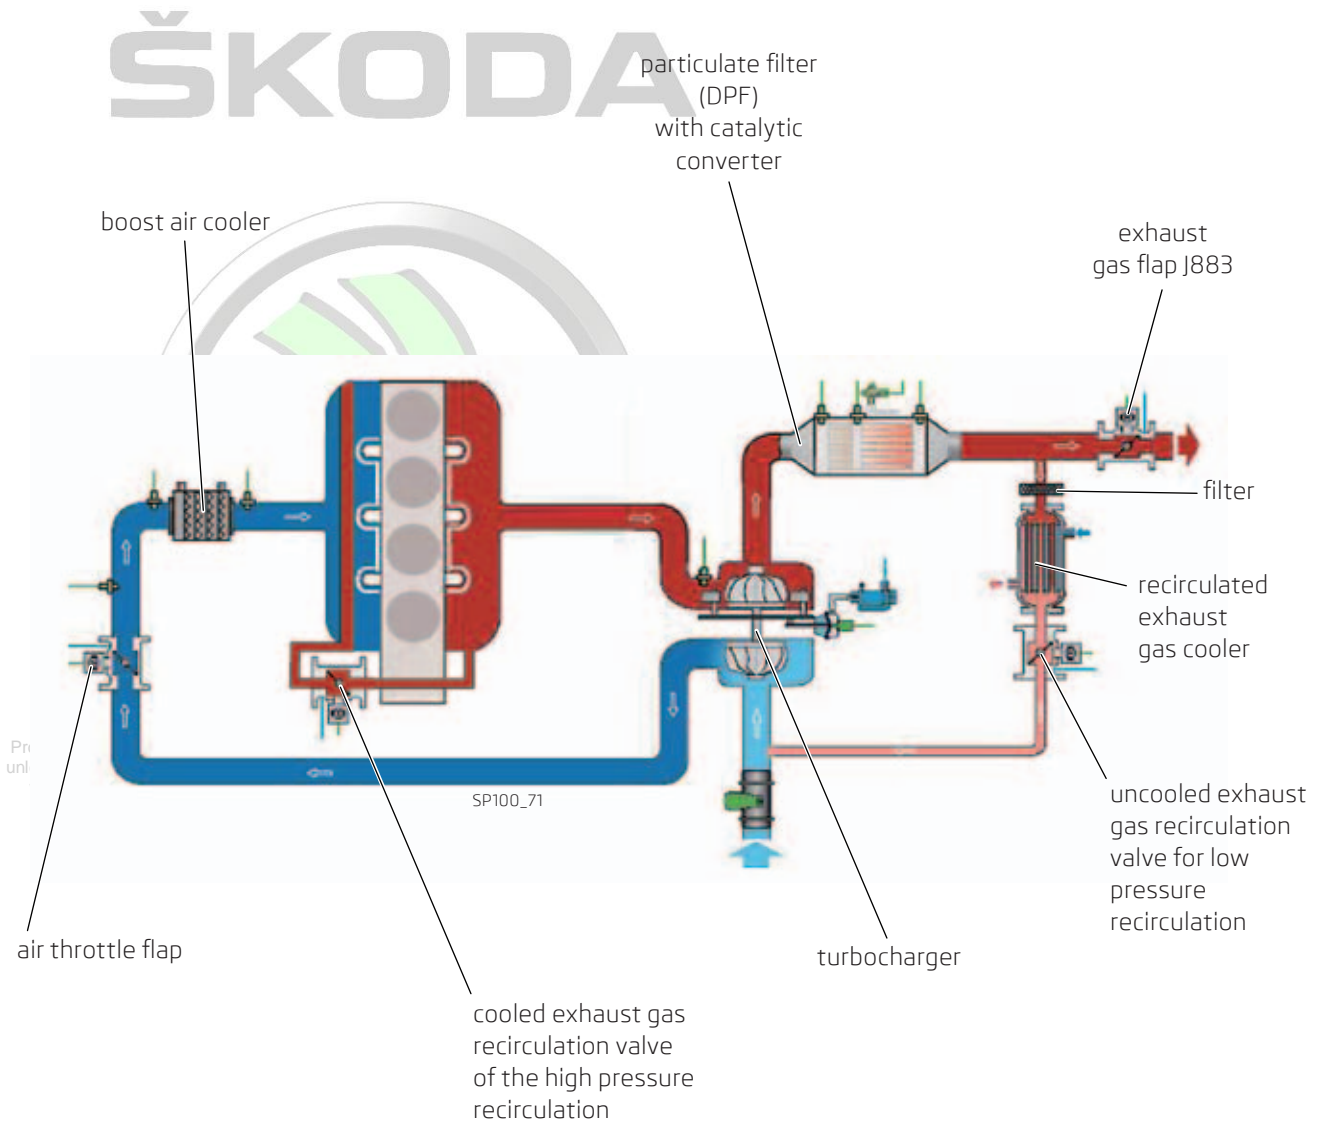 ŠKODA
particulate filter
(DPF)
with catalytic
converter
boost air cooler
exhaust
gas flap J883
filter
recirculated
exhaust
gas cooler
SP100_71
uncooled exhaust
gas recirculation
valve for low
pressure
recirculation
air throttle flap
turbocharger
cooled exhaust gas
recirculation valve
of the high pressure
recirculation